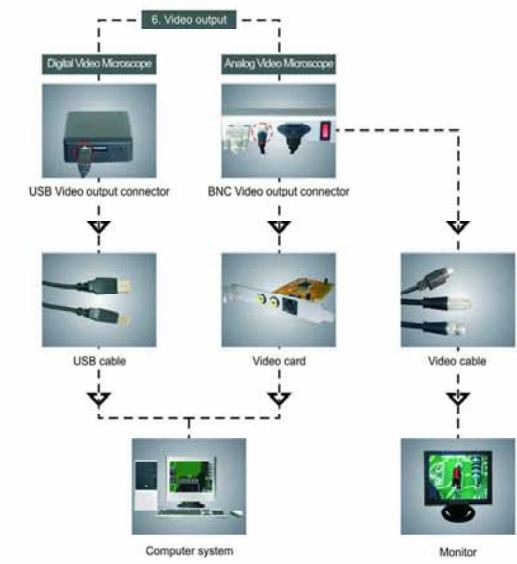 6. Video output
Digital Video Microscope
Analog Video Microscope
USB Video output connector
BNC Video output connector
USB cable
Video card
Video cable
Computer system
Monitor